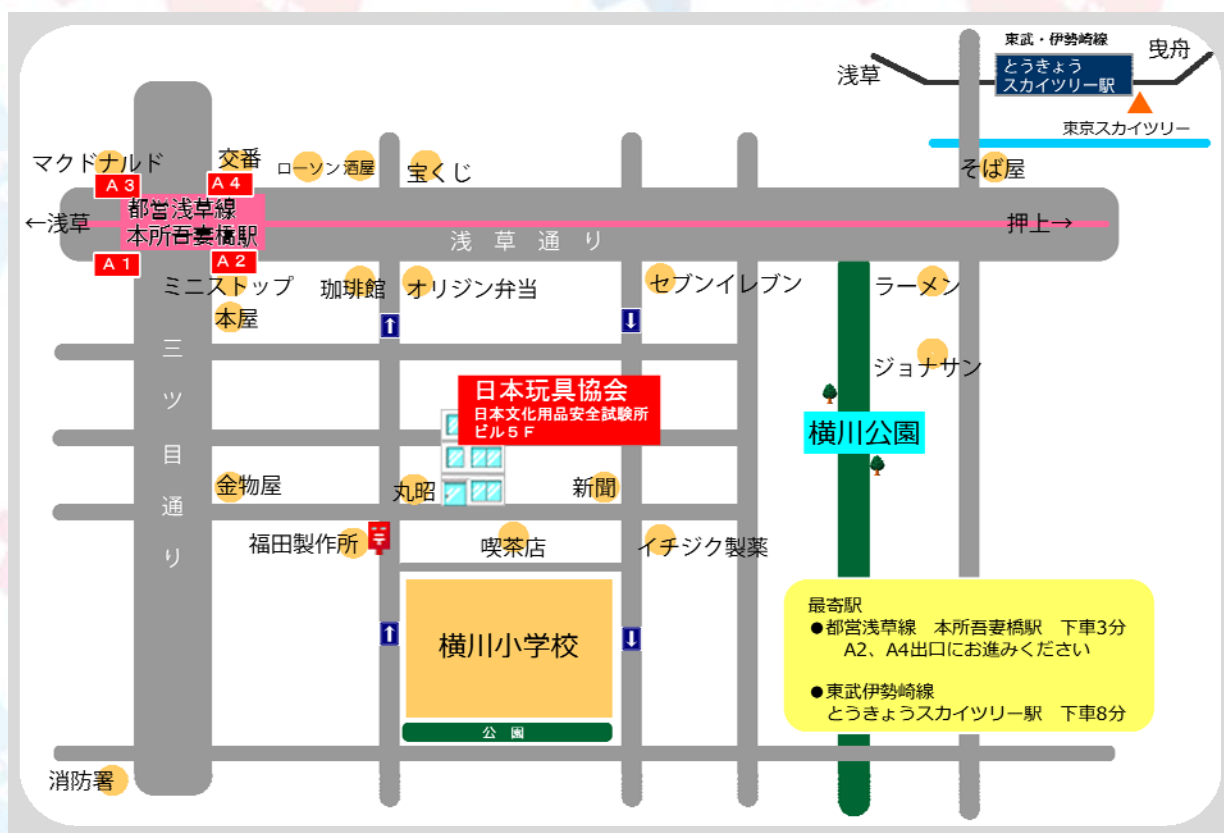 東武・伊勢崎線
浅草
とうきょう
スカイツリー駅
曳舟
東京スカイツリー
マクドナルド
交番
ローソン
酒屋
宝くじ
そば屋
A3
A4
←浅草
都営浅草線
本所吾妻橋駅
浅草通り
押上→
A1
A2
ミニストップ
珈琲館
オリジン弁当
セブンイレブン
ラーメン
本屋
↑
↓
三ツ目通り
ジョナサン
日本玩具協会
日本文化用品安全試験所
ビル5F
横川公園
金物屋
丸昭
新聞
福田製作所
喫茶店
イチジク製薬
横川小学校
↑
↓
公園
最寄駅
●都営浅草線 本所吾妻橋駅 下車3分
A2、A4出口にお進みください
●東武伊勢崎線
とうきょうスカイツリー駅 下車8分
消防署